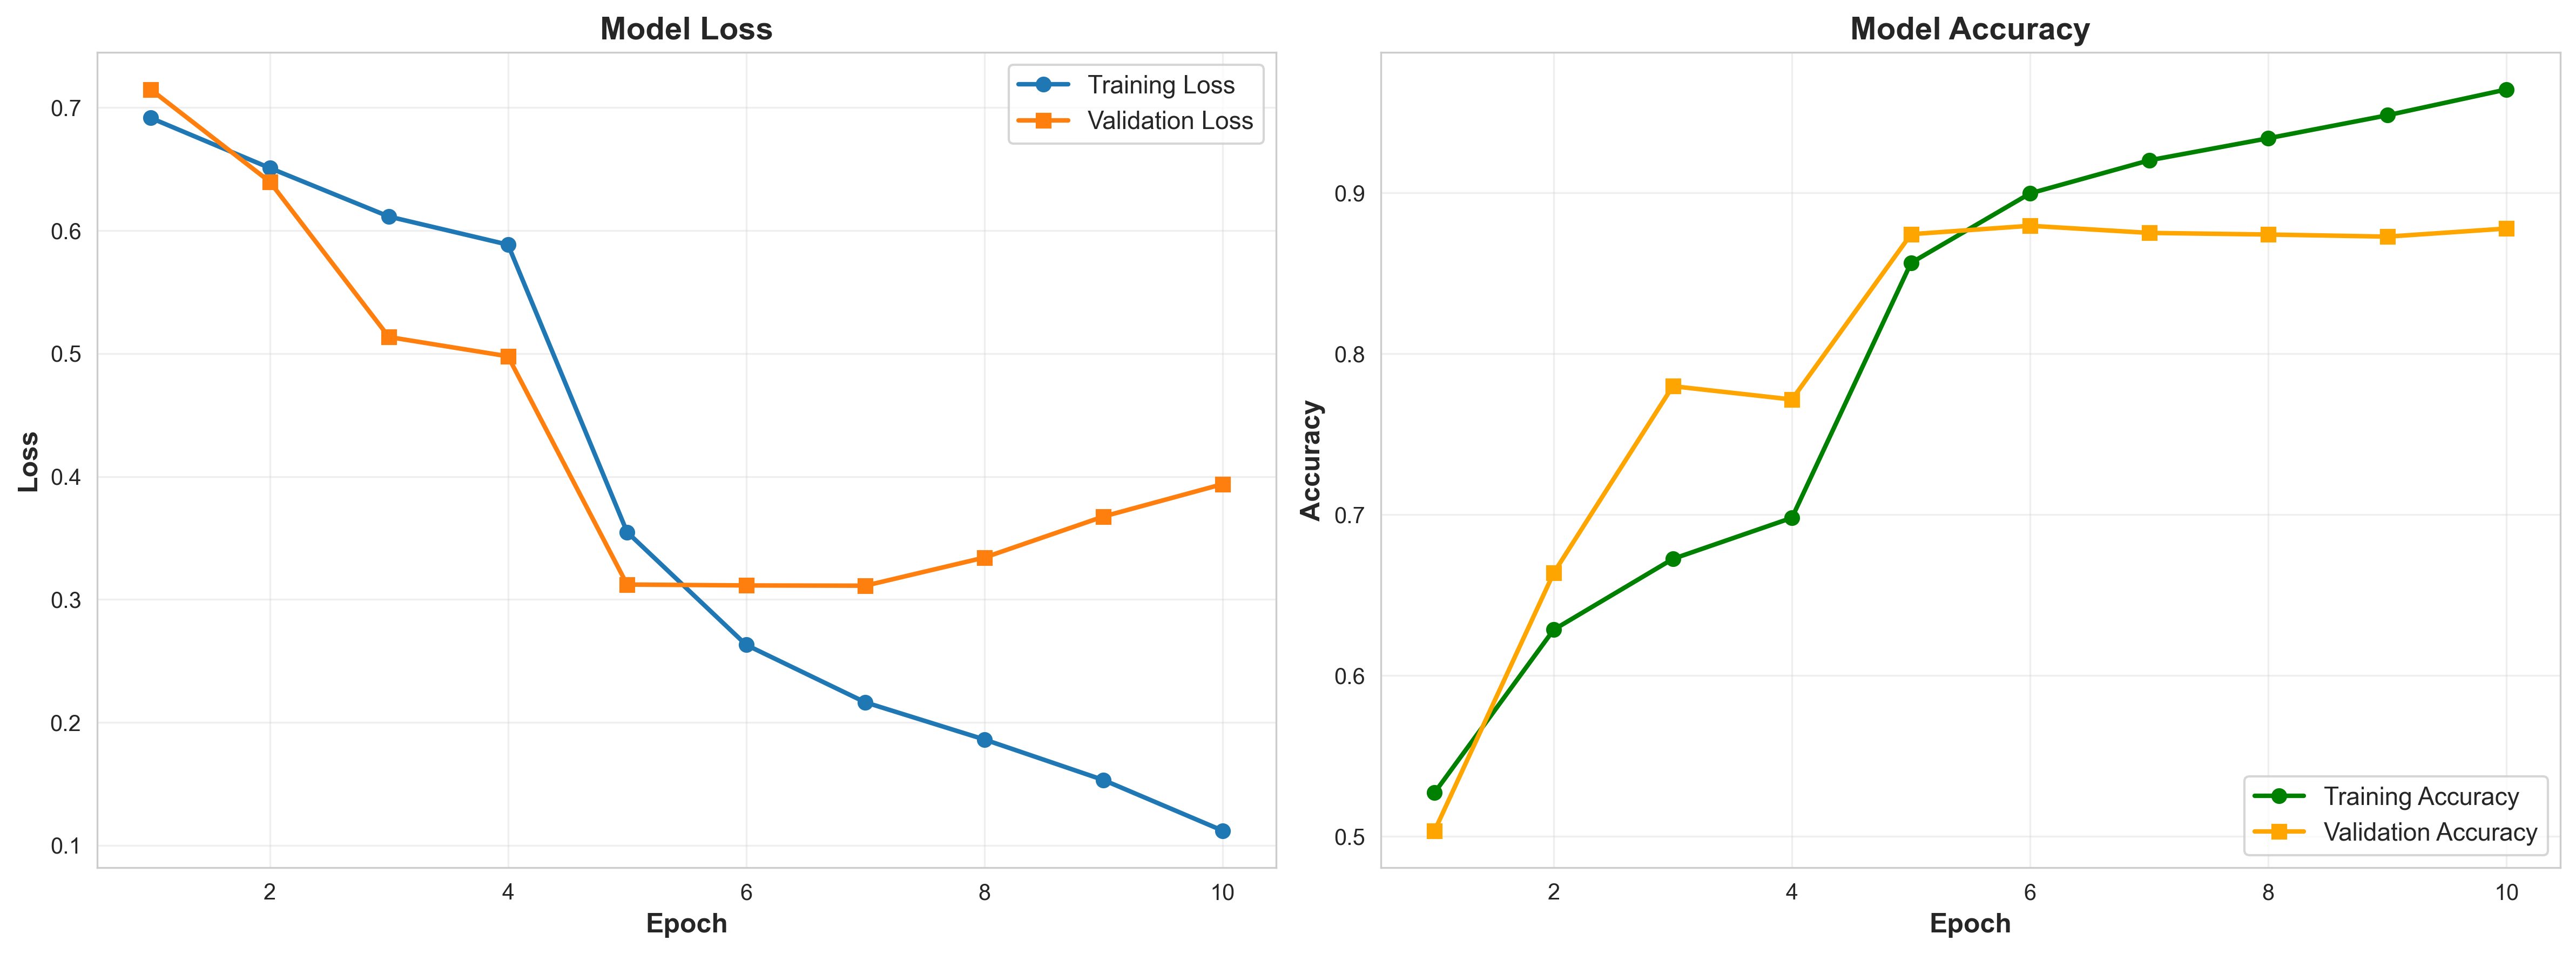 Model Loss
0.7
0.6
0.5
0.4
0.3
0.2
0.1
Loss
2
4
6
8
10
Epoch
Training Loss
Validation Loss
Model Accuracy
0.9
0.8
0.7
0.6
0.5
Accuracy
2
4
6
8
10
Epoch
Training Accuracy
Validation Accuracy